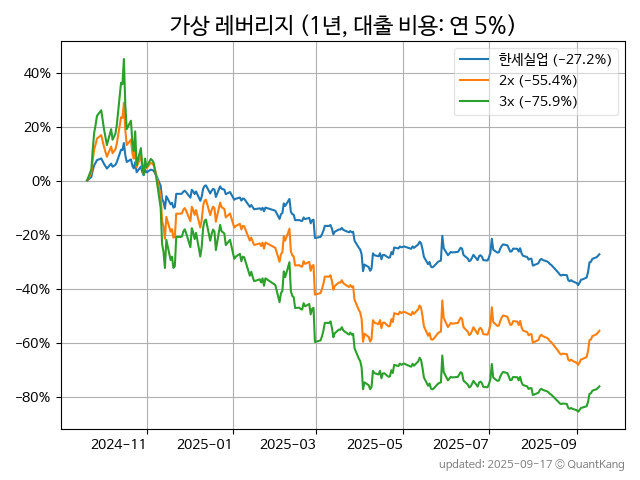 가상 레버리지 (1년, 대출 비용: 연 5%)
한세실업 (-27.2%)
2x (-55.4%)
3x (-75.9%)
40%
20%
0%
-20%
-40%
-60%
-80%
2024-11 2025-01 2025-03 2025-05 2025-07 2025-09
updated: 2025-09-17 © QuantKang